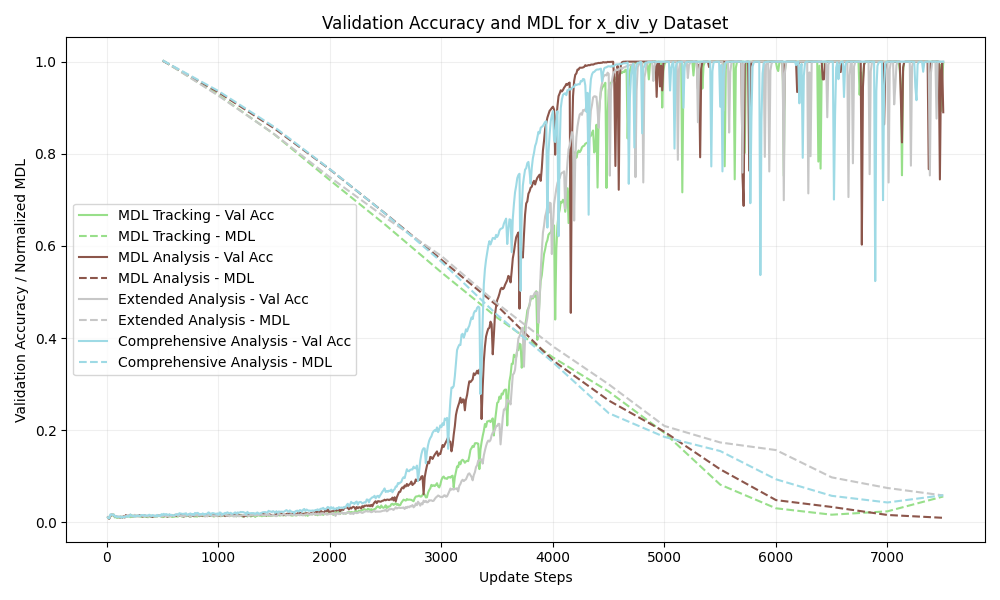 Validation Accuracy and MDL for x_div_y Dataset
Validation Accuracy / Normalized MDL
1.0
0.8
0.6
0.4
0.2
0.0
MDL Tracking - Val Acc
MDL Tracking - MDL
MDL Analysis - Val Acc
MDL Analysis - MDL
Extended Analysis - Val Acc
Extended Analysis - MDL
Comprehensive Analysis - Val Acc
Comprehensive Analysis - MDL
0 1000 2000 3000 4000 5000 6000 7000
Update Steps